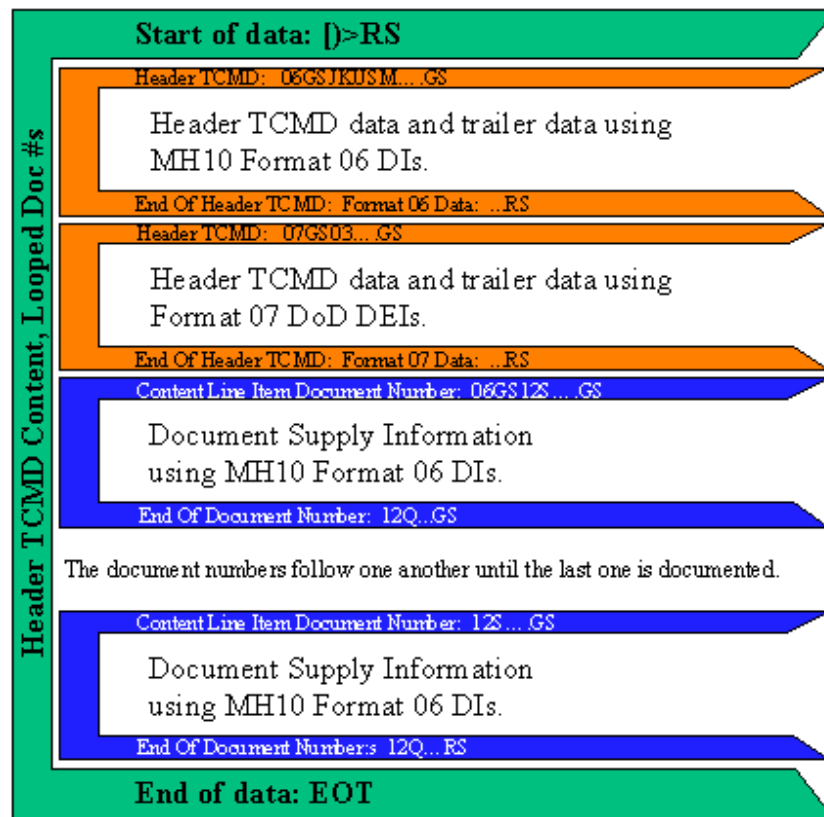 Start of data: [)>RS
Header TCMD Content, Looped Doc #s
Header TCMD: 06GSJKUSM....GS
Header TCMD data and trailer data using
MH10 Format 06 DIs.
End Of Header TCMD: Format 06 Data: ...RS
Header TCMD: 07GS03....GS
Header TCMD data and trailer data using
Format 07 DoD DEIs.
End Of Header TCMD: Format 07 Data: ...RS
Content Line Item Document Number: 06GS12S....GS
Document Supply Information
using MH10 Format 06 DIs.
End Of Document Number: 12Q...GS
The document numbers follow one another until the last one is documented.
Content Line Item Document Number: 12S....GS
Document Supply Information
using MH10 Format 06 DIs.
End Of Document Number:s 12Q...RS
End of data: EOT